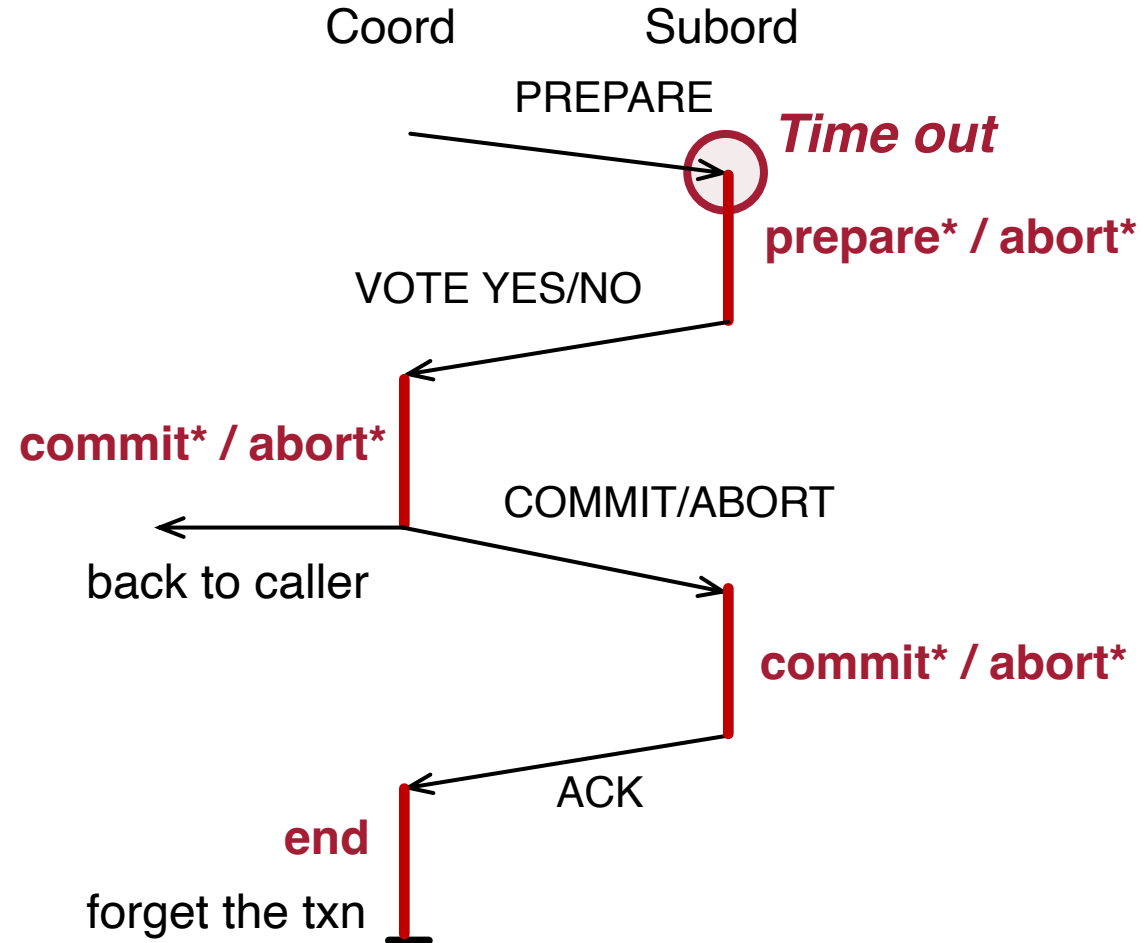 Coord
Subord
PREPARE
Time out
prepare* / abort*
VOTE YES/NO
commit* / abort*
COMMIT/ABORT
back to caller
commit* / abort*
ACK
end
forget the txn